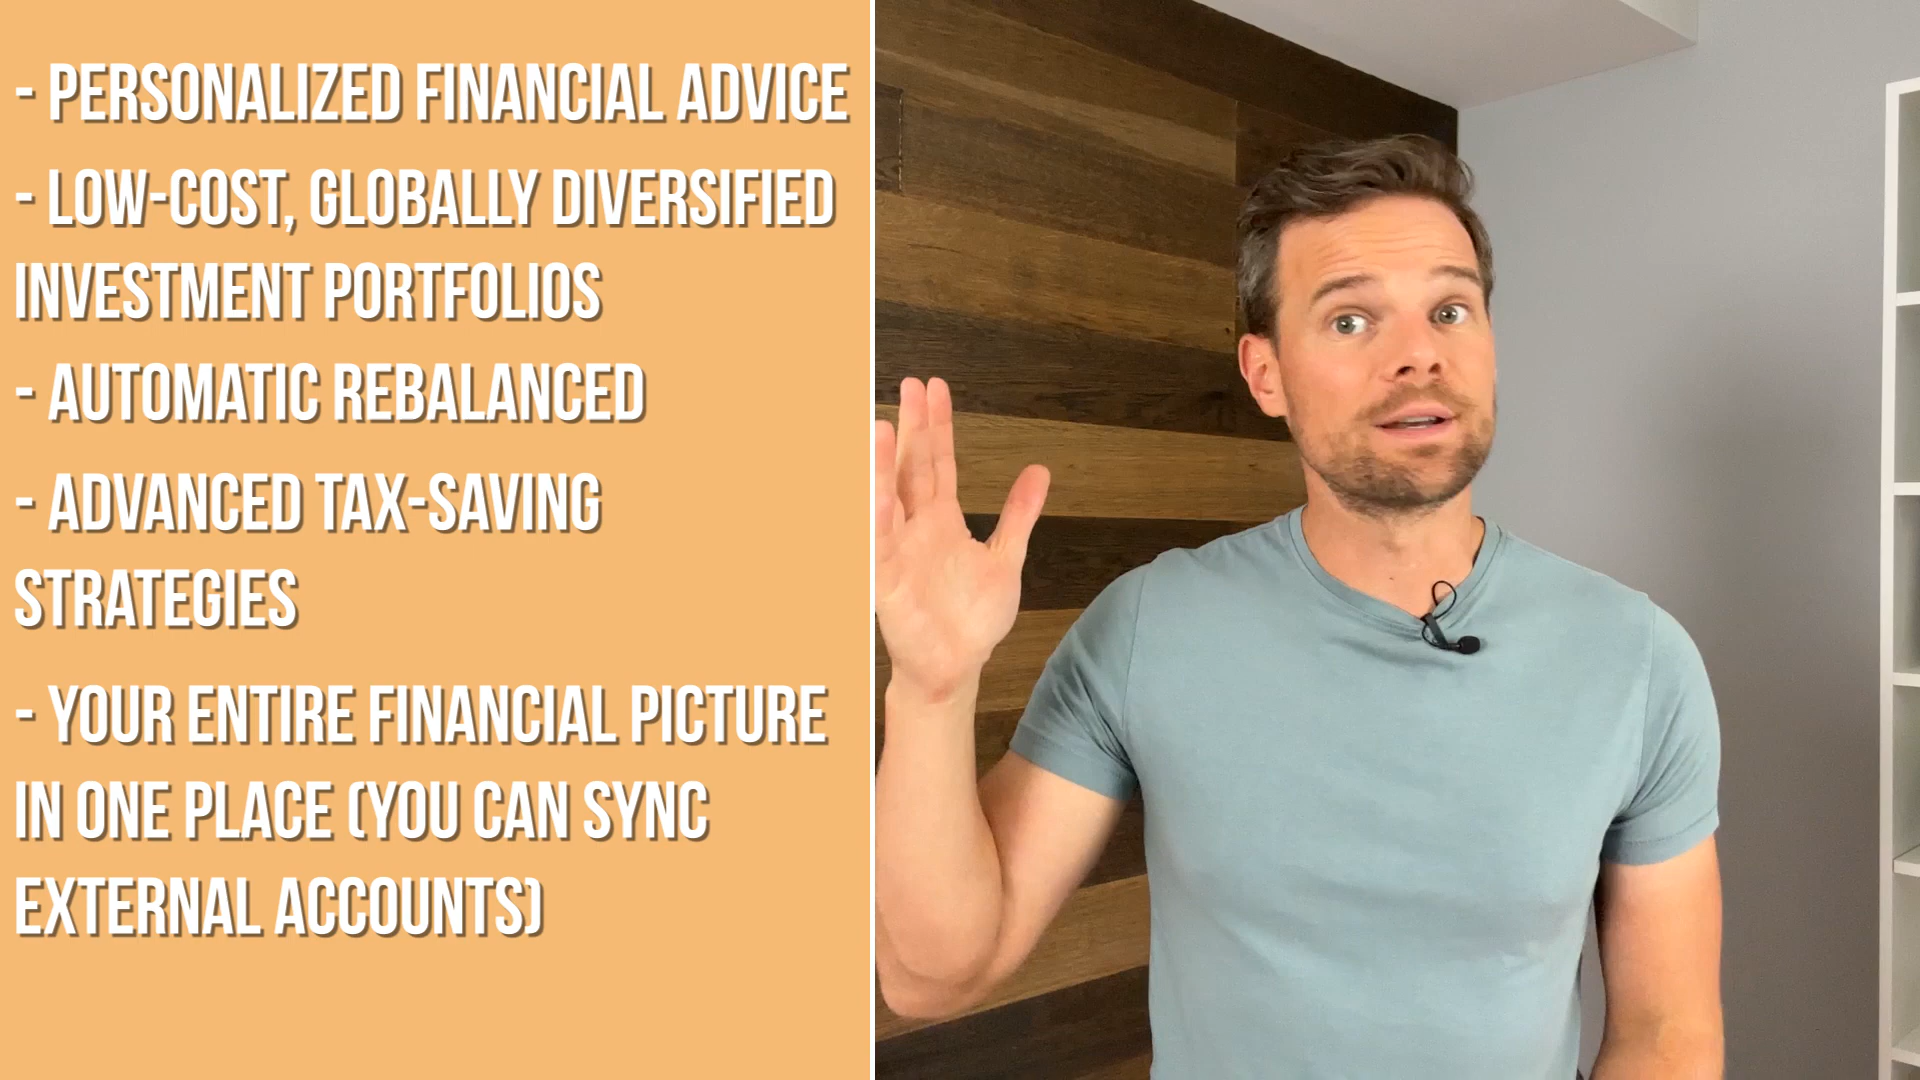 - PERSONALIZED FINANCIAL ADVICE
- LOW-COST, GLOBALLY DIVERSIFIED
INVESTMENT PORTFOLIOS
- AUTOMATIC REBALANCED
- ADVANCED TAX-SAVING
STRATEGIES
- YOUR ENTIRE FINANCIAL PICTURE
IN ONE PLACE (YOU CAN SYNC
EXTERNAL ACCOUNTS)